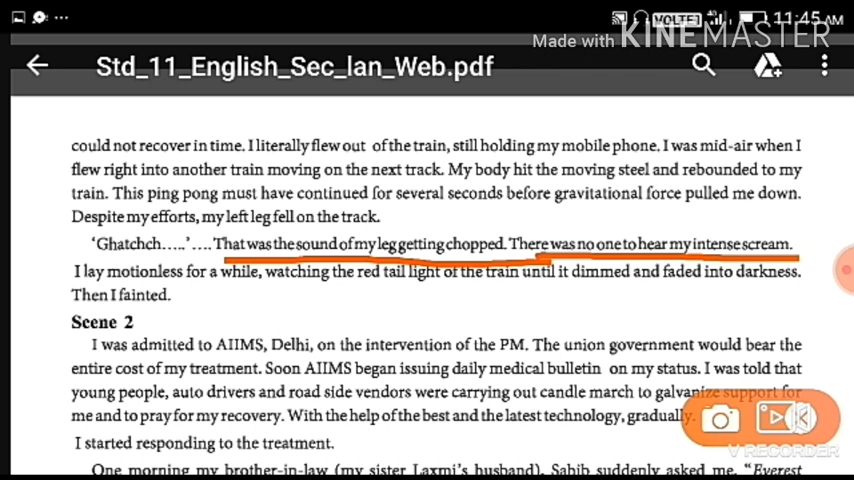 VOLTE 4G 11:45 AM
Made with KINEMASTER
Std_11_English_Sec_lan_Web.pdf
could not recover in time. I literally flew out of the train, still holding my mobile phone. I was mid-air when I
flew right into another train moving on the next track. My body hit the moving steel and rebounded to my
train. This ping pong must have continued for several seconds before gravitational force pulled me down.
Despite my efforts, my left leg fell on the track.
‘Ghatchch…..’…. That was the sound of my leg getting chopped. There was no one to hear my intense scream.
I lay motionless for a while, watching the red tail light of the train until it dimmed and faded into darkness.
Then I fainted.
Scene 2
I was admitted to AIIMS, Delhi, on the intervention of the PM. The union government would bear the
entire cost of my treatment. Soon AIIMS began issuing daily medical bulletin on my status. I was told that
young people, auto drivers and road side vendors were carrying out candle march to galvanize support for
me and to pray for my recovery. With the help of the best and the latest technology, gradually,
V RECORDER
I started responding to the treatment.
One morning my brother-in-law (my sister Laxmi's husband), Sahib suddenly asked me, “Everest